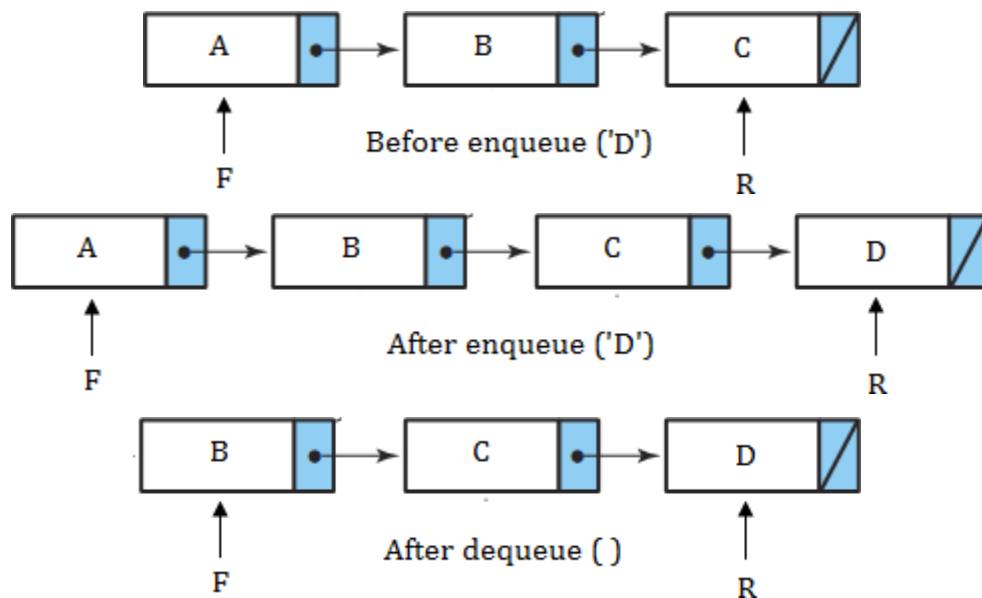 A B C
Before enqueue ('D')
F R
A B C D
After enqueue ('D')
F R
B C D
After dequeue ( )
F R